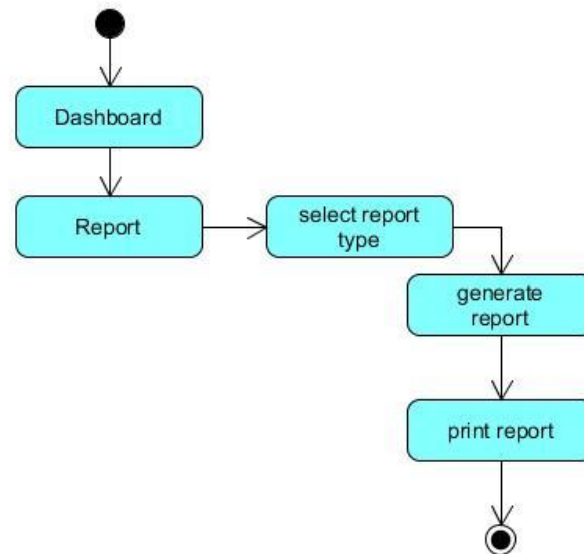 Dashboard
Report
select report
type
generate
report
print report